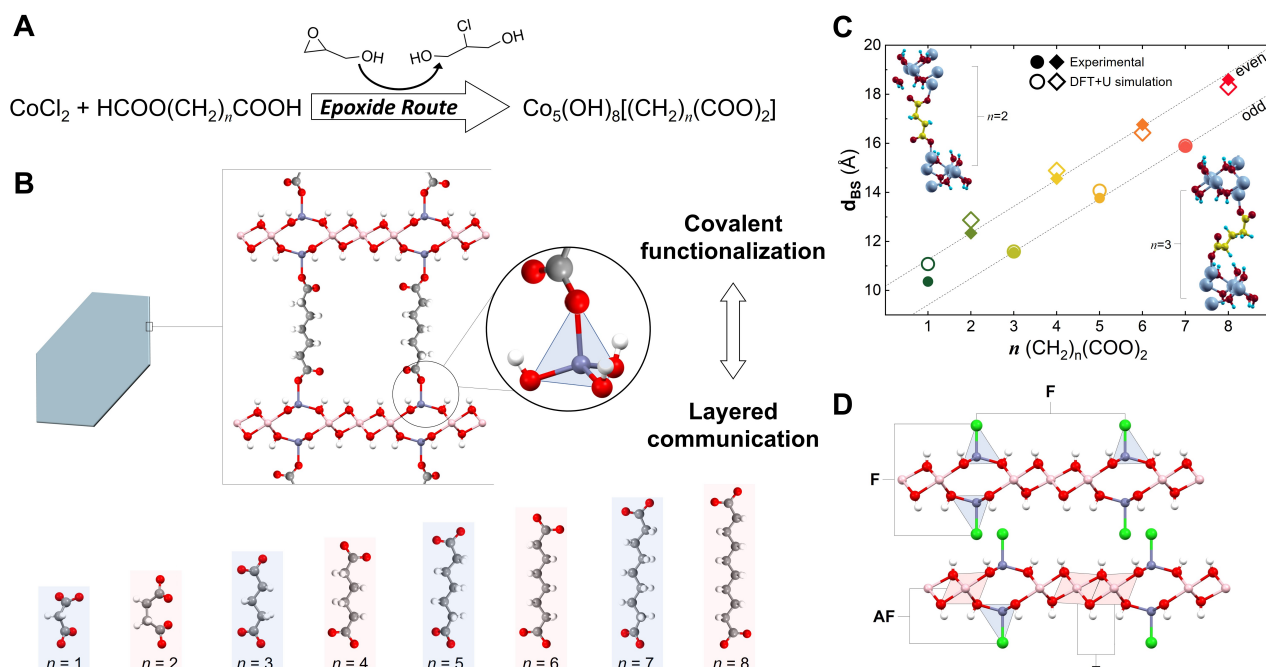 A
O
OH
Cl
HO
OH
CoCl2 + HCOO(CH2)nCOOH
Epoxide Route
Co5(OH)8[(CH2)n(COO)2]
B
Covalent
functionalization
Layered
communication
n = 1
n = 2
n = 3
n = 4
n = 5
n = 6
n = 7
n = 8
C
20
18
16
14
12
10
dBS (Å)
Experimental
DFT+U simulation
even
odd
n=2
n=3
1 2 3 4 5 6 7 8
n (CH2)n(COO)2
D
F
F
AF